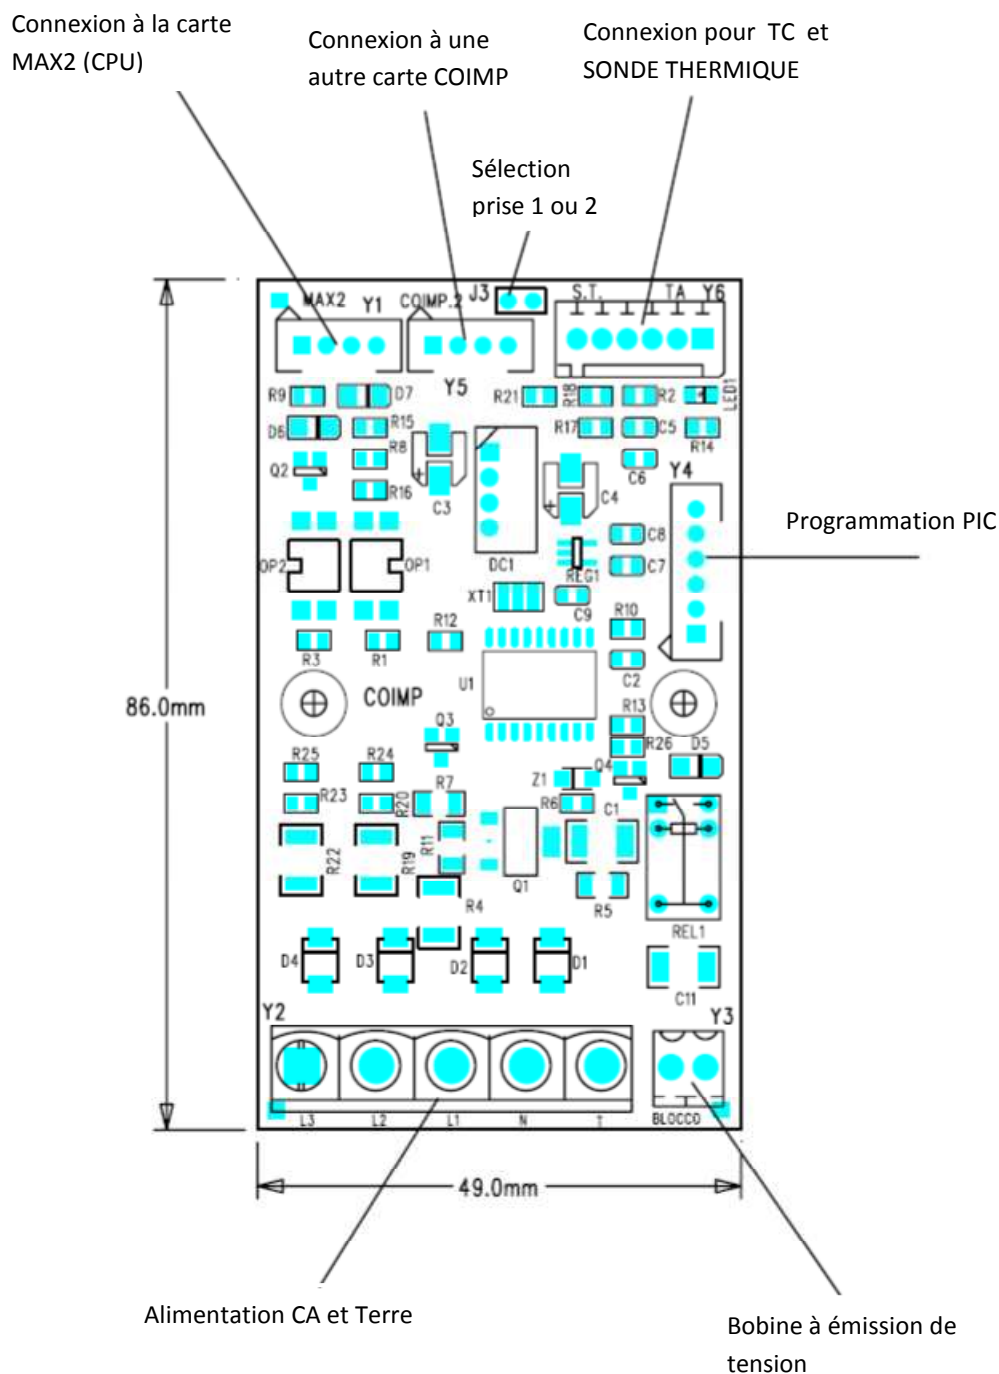 Connexion à la carte
MAX2 (CPU)
Connexion à une
autre carte COIMP
Connexion pour TC et
SONDE THERMIQUE
Sélection
prise 1 ou 2
MAX2 Y1 COIMP.2 J3 S.T. TA Y6
Y5
R9 D7 R21 R18 R2 LED1
D6 R15 R17 C5 R14
R8
Q2 C6 Y4
R16 C3 C4
Programmation PIC
C8
OP2 OP1 DC1 REG1 C7
XT1 C9
R12 R10
R3 R1
U1 C2
COIMP
86.0mm
Q3 R13
R26 D5
R25 R24 Z1 Q4
R7
R23 R20 R6 C1
R22 R19 R11
Q1 R5
R4
REL1
D4 D3 D2 D1
C11
Y2 Y3
L3 L2 L1 N T BLOCCO
49.0mm
Alimentation CA et Terre
Bobine à émission de
tension